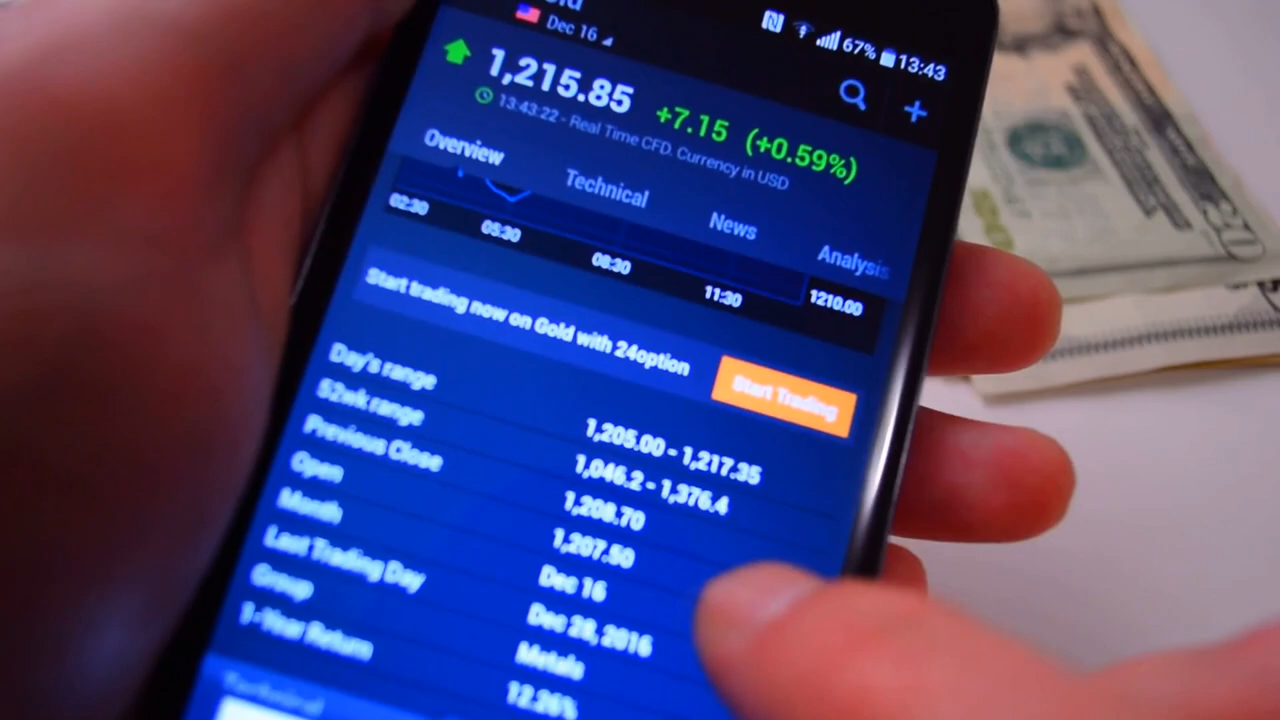 Dec 16
67% 13:43
1,215.85 +7.15 (+0.59%)
13:43:22 - Real Time CFD. Currency in USD
Overview Technical News Analysis
02:30 05:30 08:30 11:30 1210.00
Start trading now on Gold with 24option Start Trading
Day's range 1,205.00 - 1,217.35
52wk range 1,046.2 - 1,376.4
Previous Close 1,208.70
Open 1,207.50
Month Dec 16
Last Trading Day Dec 28, 2016
Group Metals
1-Year Return 12.26%
Technical